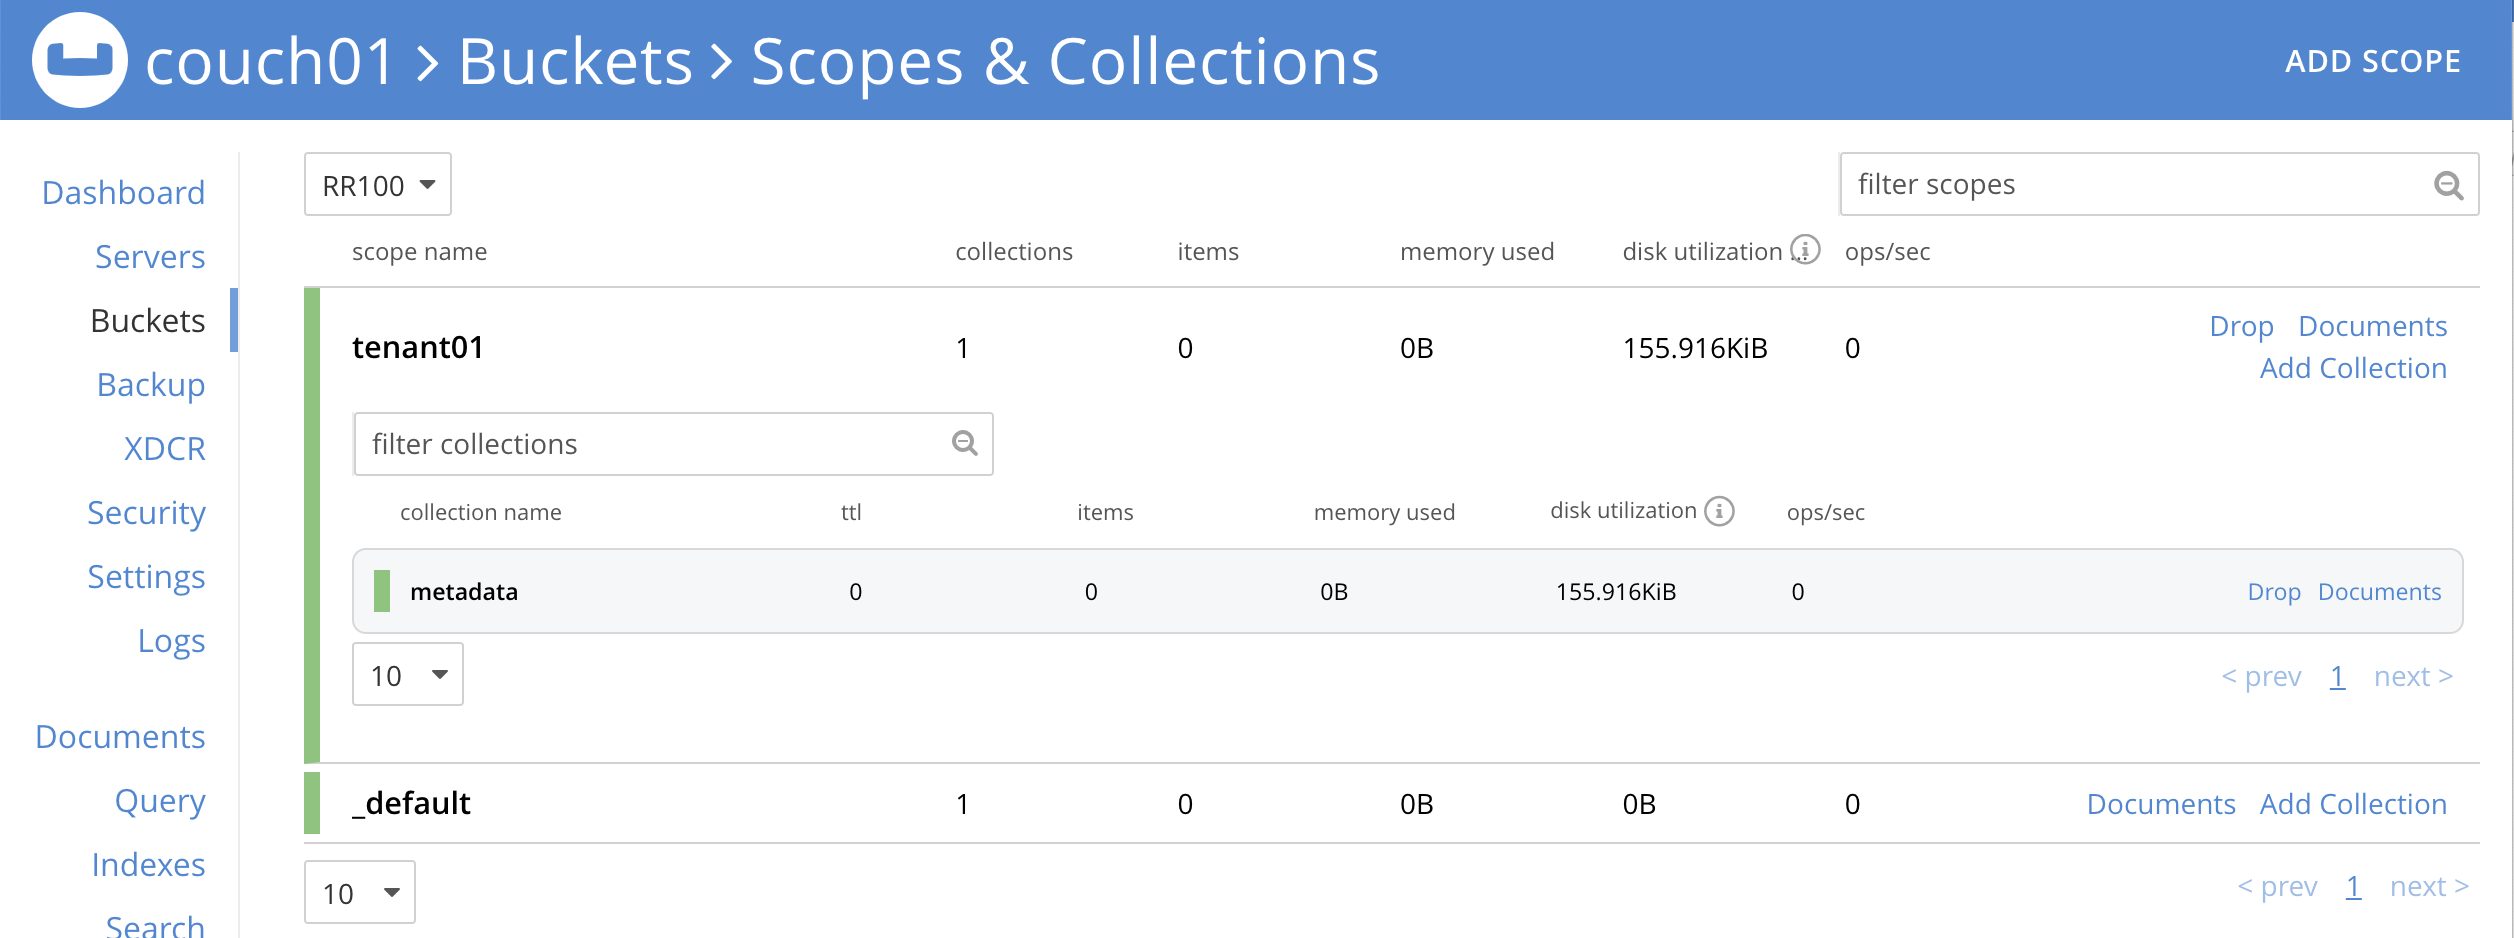 couch01 > Buckets > Scopes & Collections
ADD SCOPE
Dashboard
Servers
Buckets
Backup
XDCR
Security
Settings
Logs
Documents
Query
Indexes
Search
RR100
filter scopes
scope name collections items memory used disk utilization ... ops/sec
tenant01 1 0 0B 155.916KiB 0 Drop Documents
Add Collection
filter collections
collection name ttl items memory used disk utilization ops/sec
metadata 0 0 0B 155.916KiB 0 Drop Documents
10 < prev 1 next >
_default 1 0 0B 0B 0 Documents Add Collection
10 < prev 1 next >